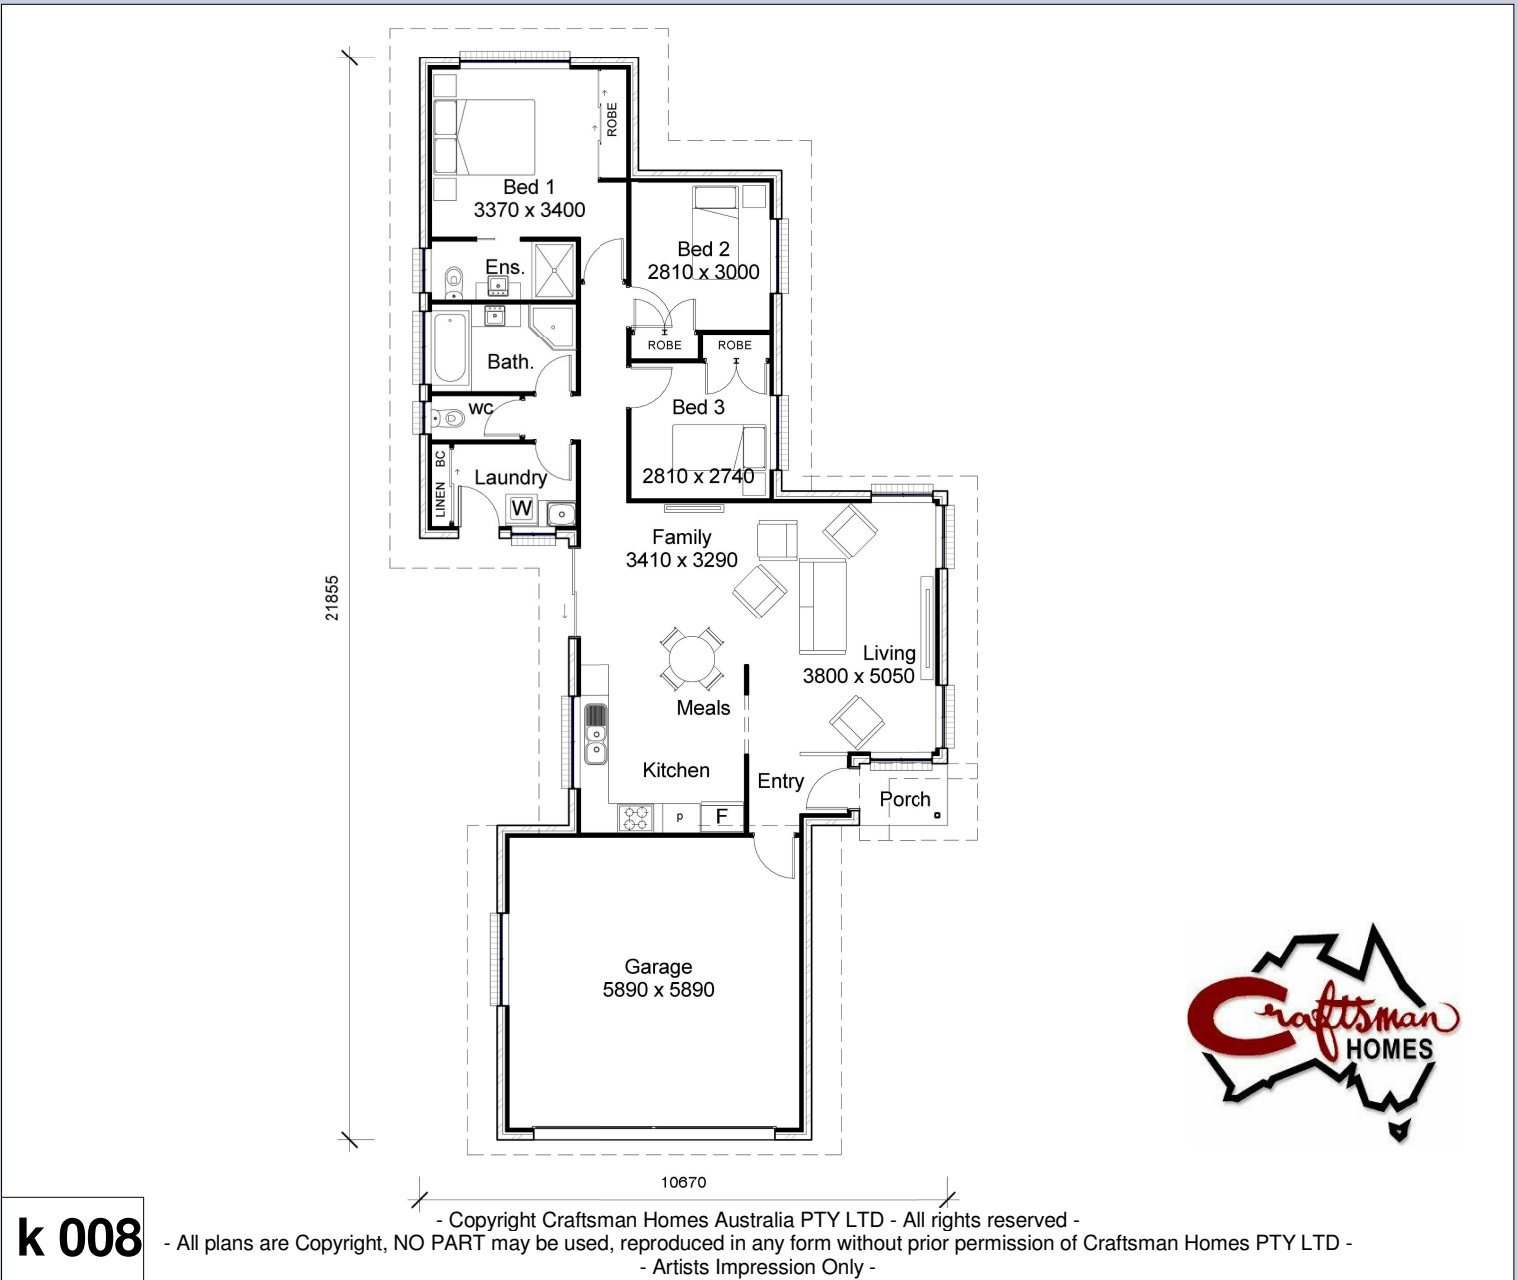 ROBE
Bed 1
3370 x 3400
Bed 2
2810 x 3000
Ens.
ROBE
ROBE
Bath.
Bed 3
WC
2810 x 2740
LINEN
BC
Laundry
W
Family
3410 x 3290
21855
Living
3800 x 5050
Meals
Kitchen
Entry
Porch
p
F
Garage
5890 x 5890
Craftsman
HOMES
10670
k 008
- Copyright Craftsman Homes Australia PTY LTD - All rights reserved -
- All plans are Copyright, NO PART may be used, reproduced in any form without prior permission of Craftsman Homes PTY LTD -
- Artists Impression Only -